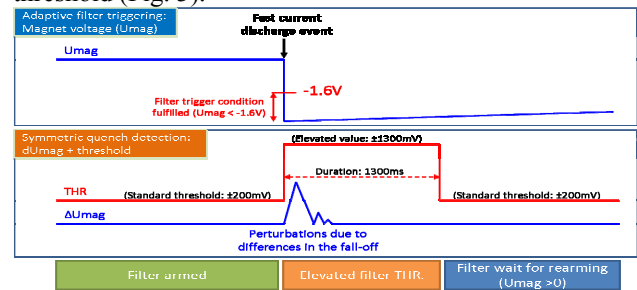 Adaptive filter triggering:
Magnet voltage (Umag)
Fast current
discharge event
Umag
-1.6V
Filter trigger condition
fulfilled (Umag < -1.6V)
Symmetric quench detection:
dUmag + threshold
(Elevated value: ±1300mV)
Duration: 1300ms
THR
(Standard threshold: ±200mV)
(Standard threshold: ±200mV)
ΔUmag
Perturbations due to
differences in the fall-off
Filter armed
Elevated filter THR.
Filter wait for rearming
(Umag >0)